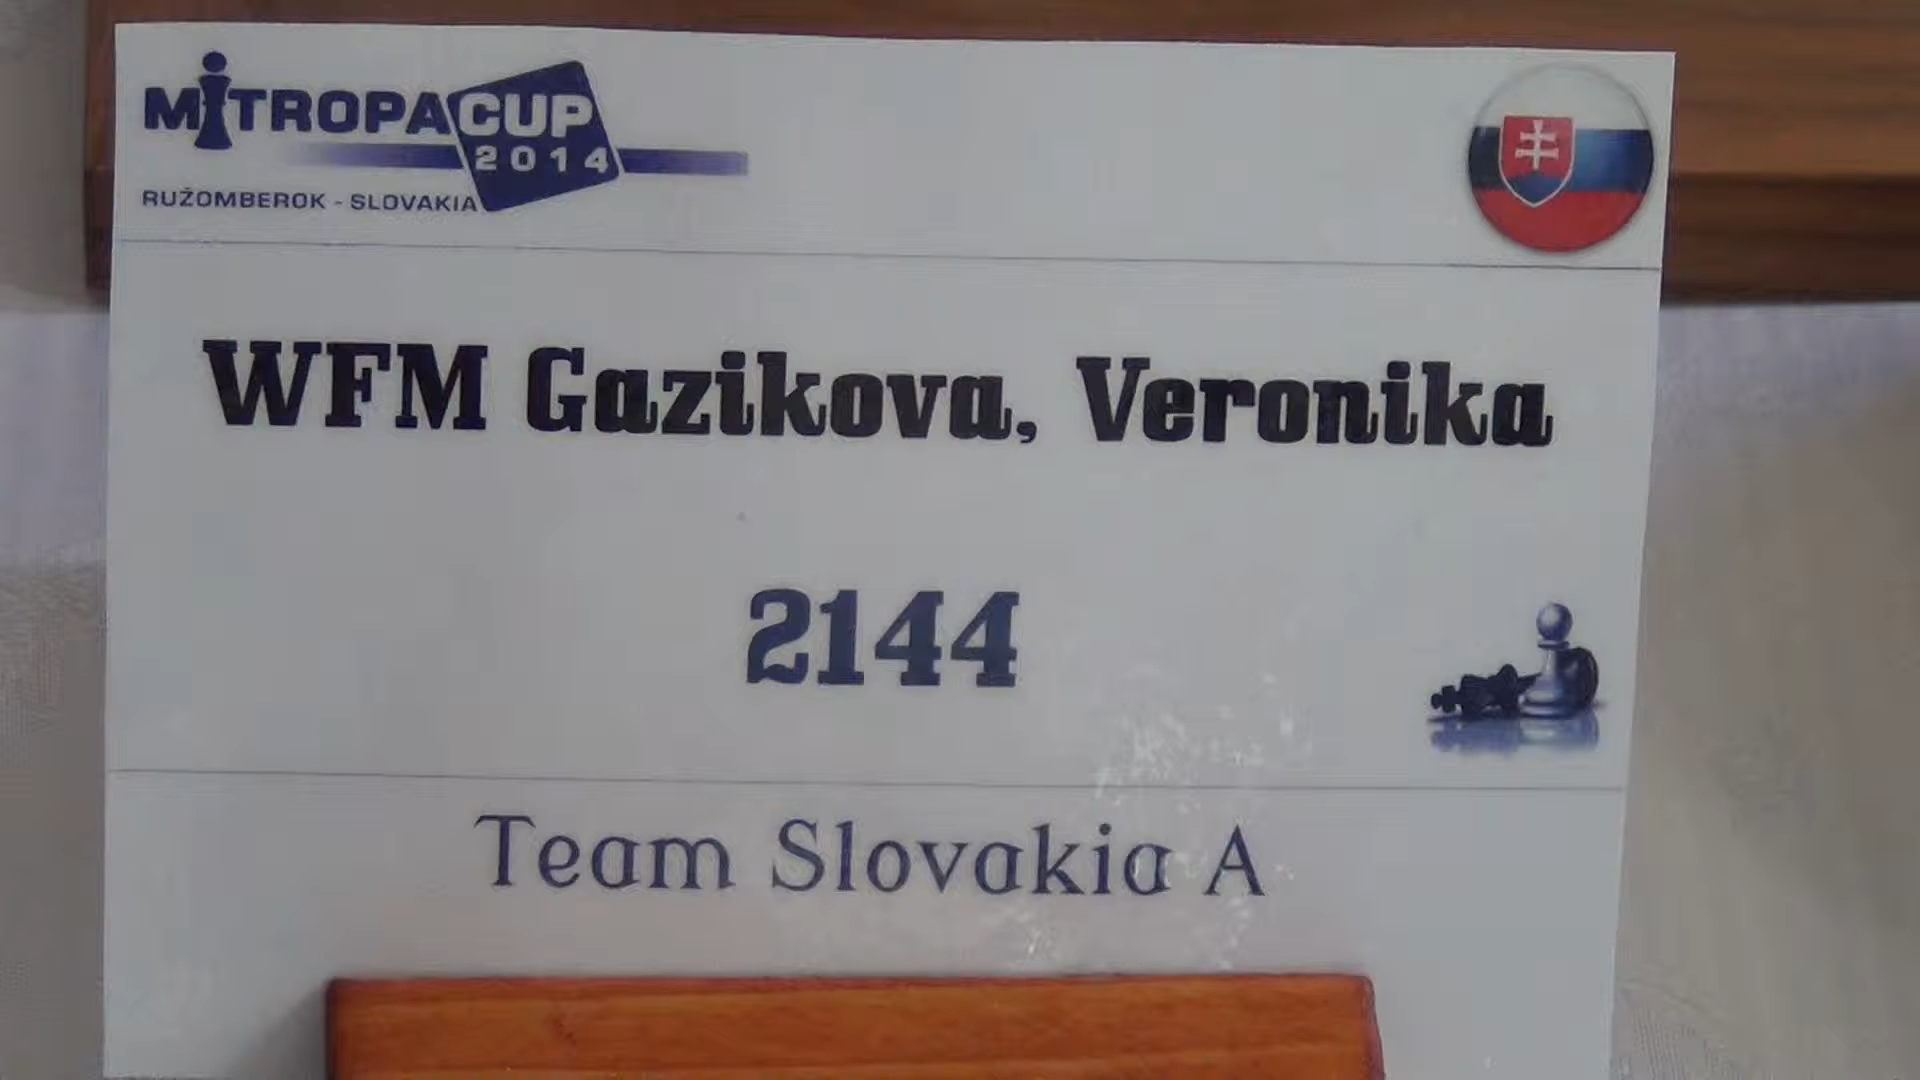 MITROPACUP
2014
RUŽOMBEROK - SLOVAKIA
WFM Gazikova, Veronika
2144
Team Slovakia A